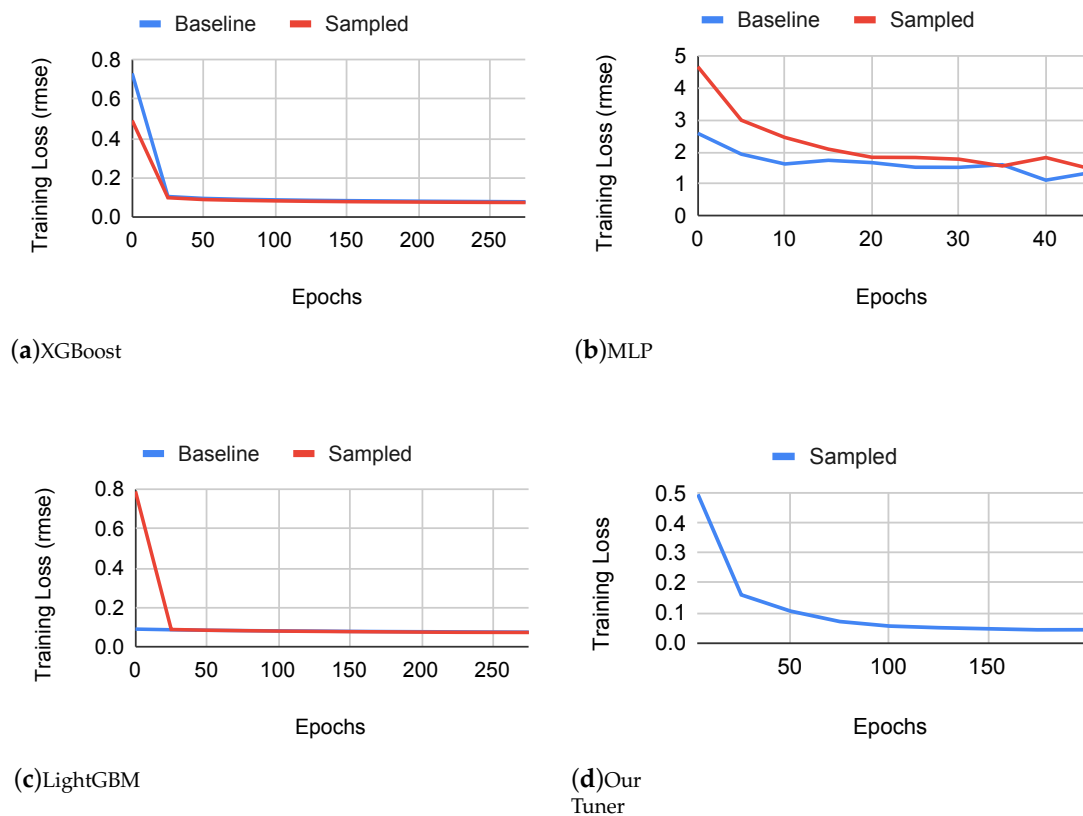 Baseline Sampled
Training Loss (rmse)
0.8
0.6
0.4
0.2
0.0
0 50 100 150 200 250
Epochs
(a)XGBoost
Baseline Sampled
Training Loss (rmse)
5
4
3
2
1
0
0 10 20 30 40
Epochs
(b)MLP
Baseline Sampled
Training Loss (rmse)
0.8
0.6
0.4
0.2
0.0
0 50 100 150 200 250
Epochs
(c)LightGBM
Sampled
Training Loss
0.5
0.4
0.3
0.2
0.1
0.0
50 100 150
Epochs
(d)Our
Tuner